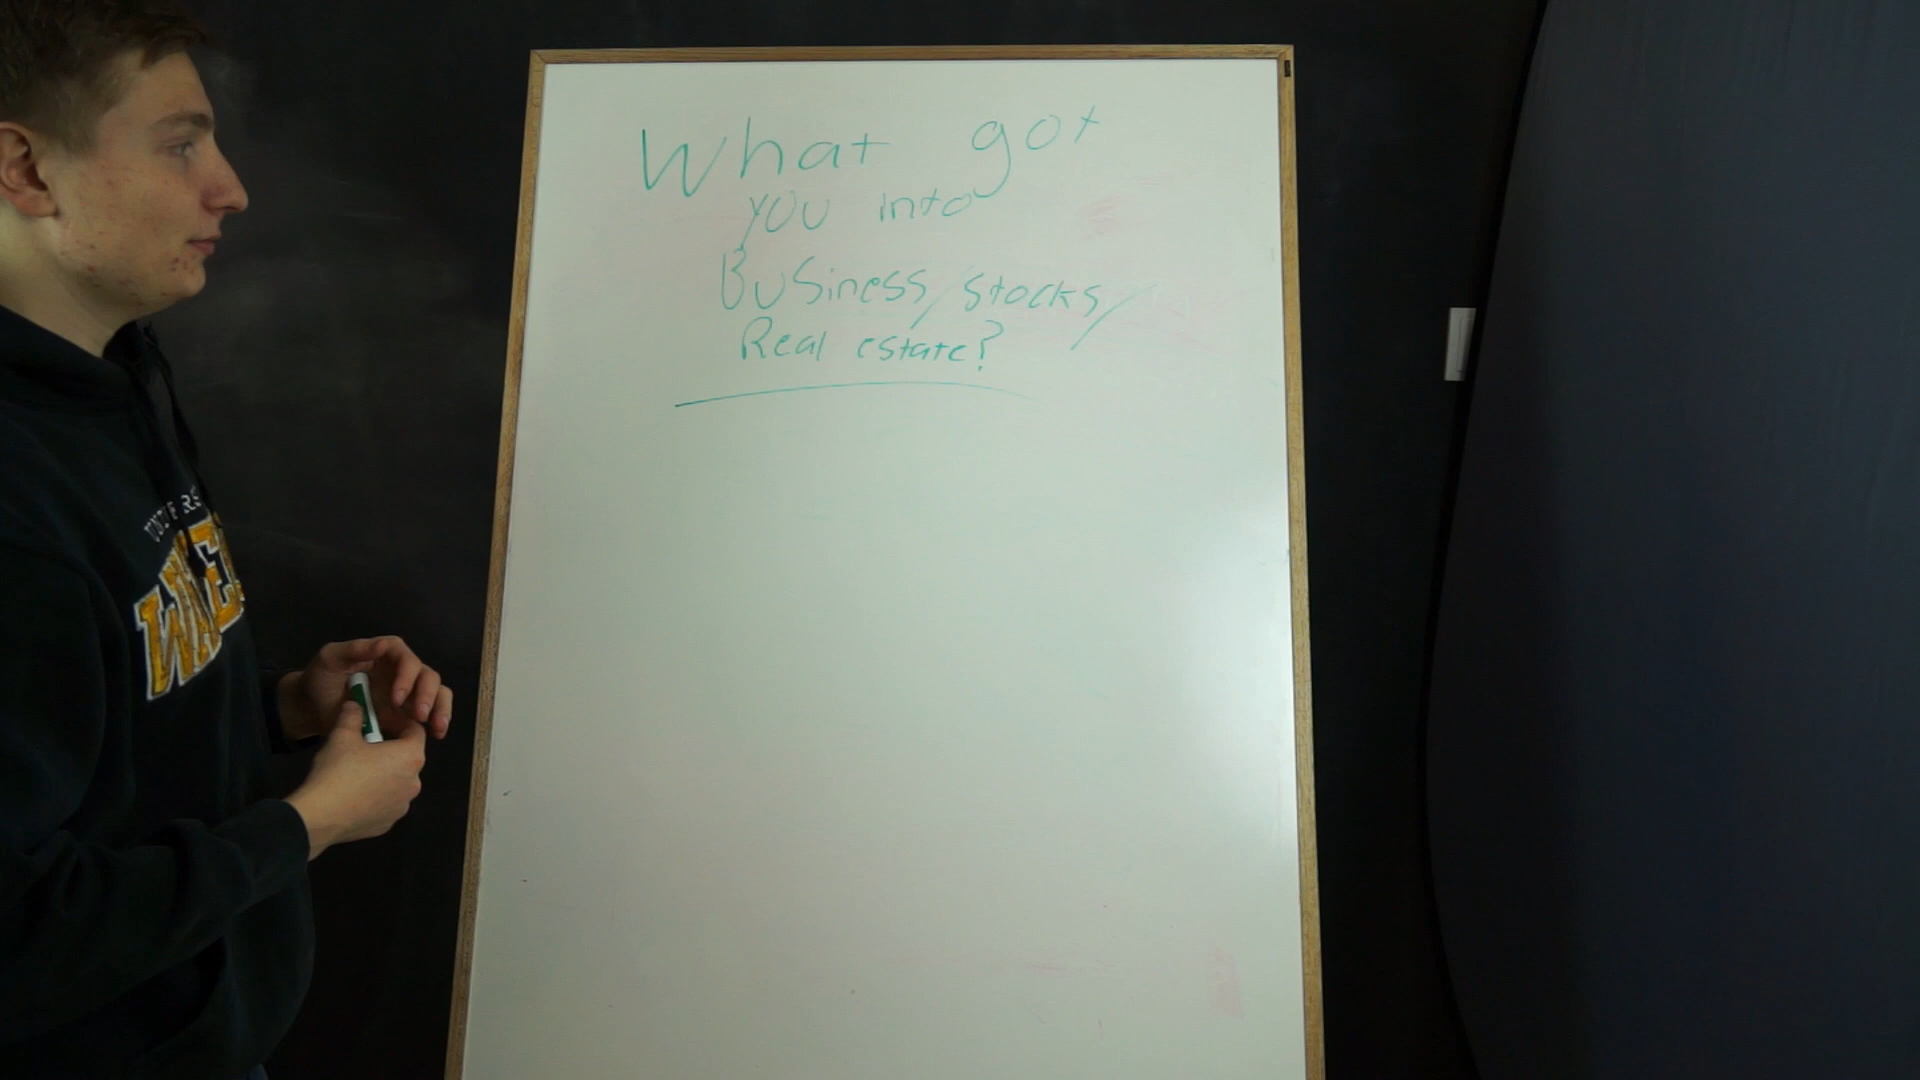 What got
you into
Business/stocks/
Real estate?